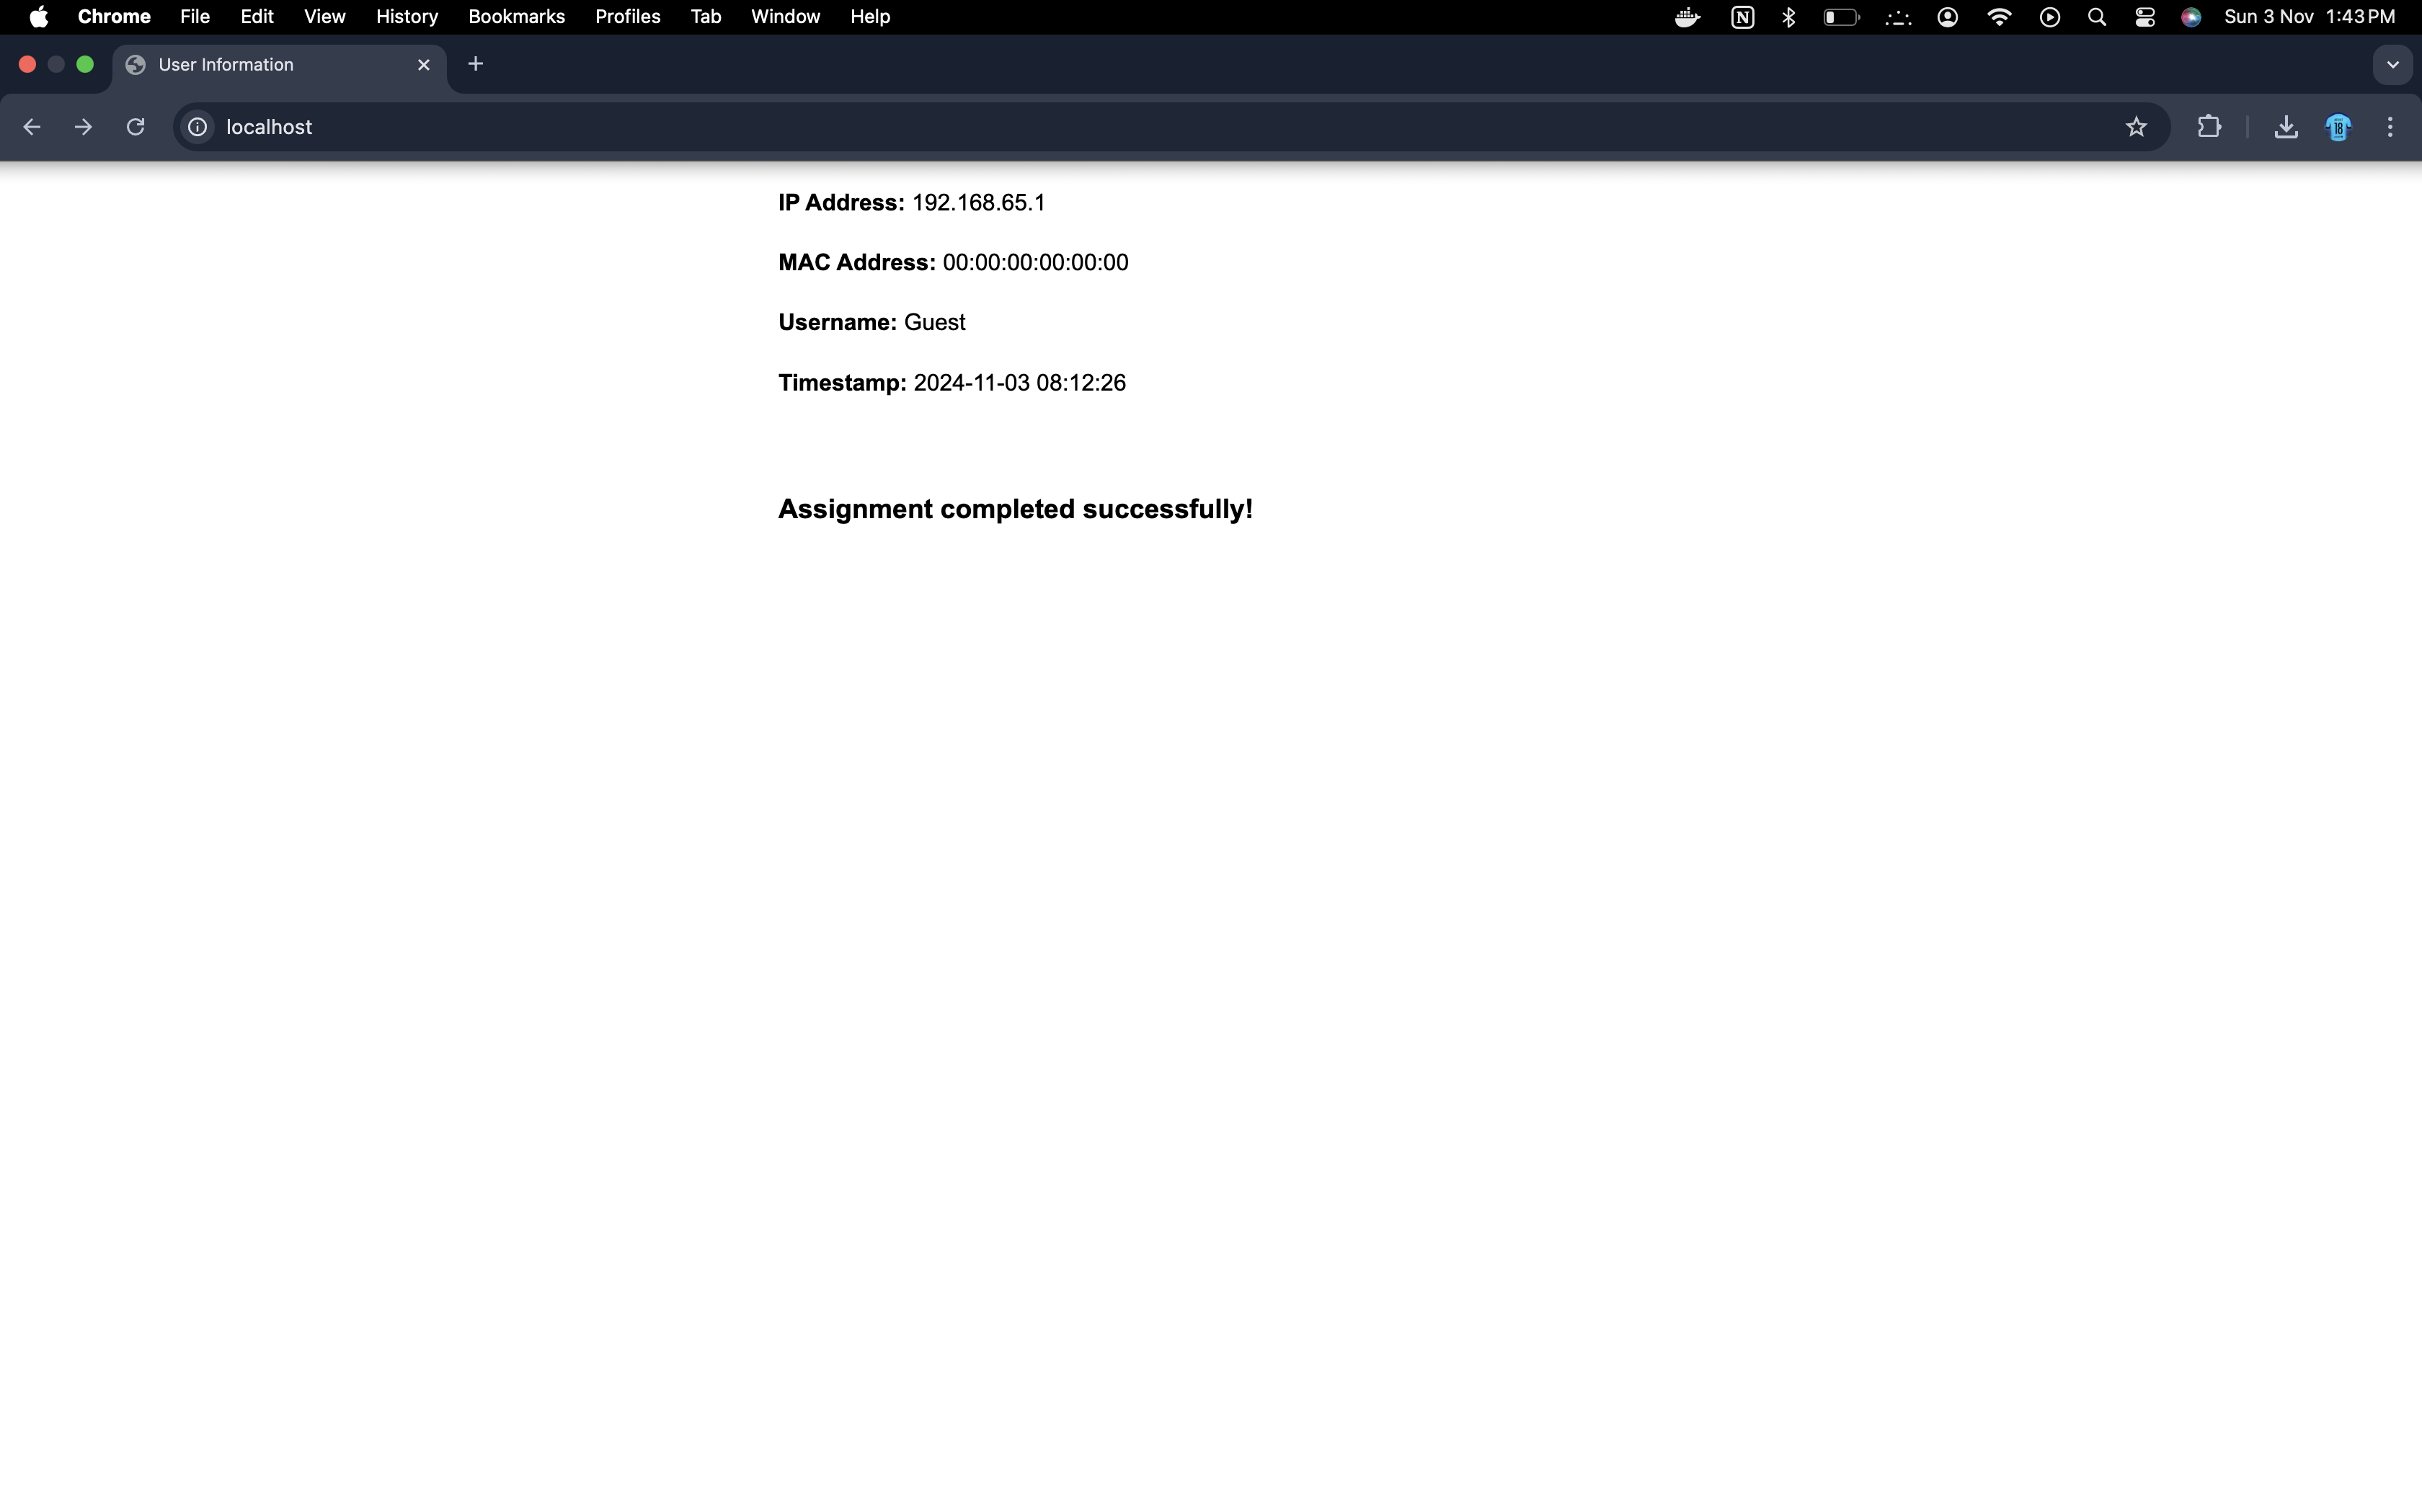 Chrome File Edit View History Bookmarks Profiles Tab Window Help Sun 3 Nov 1:43 PM
User Information
localhost
18
IP Address: 192.168.65.1
MAC Address: 00:00:00:00:00:00
Username: Guest
Timestamp: 2024-11-03 08:12:26
Assignment completed successfully!